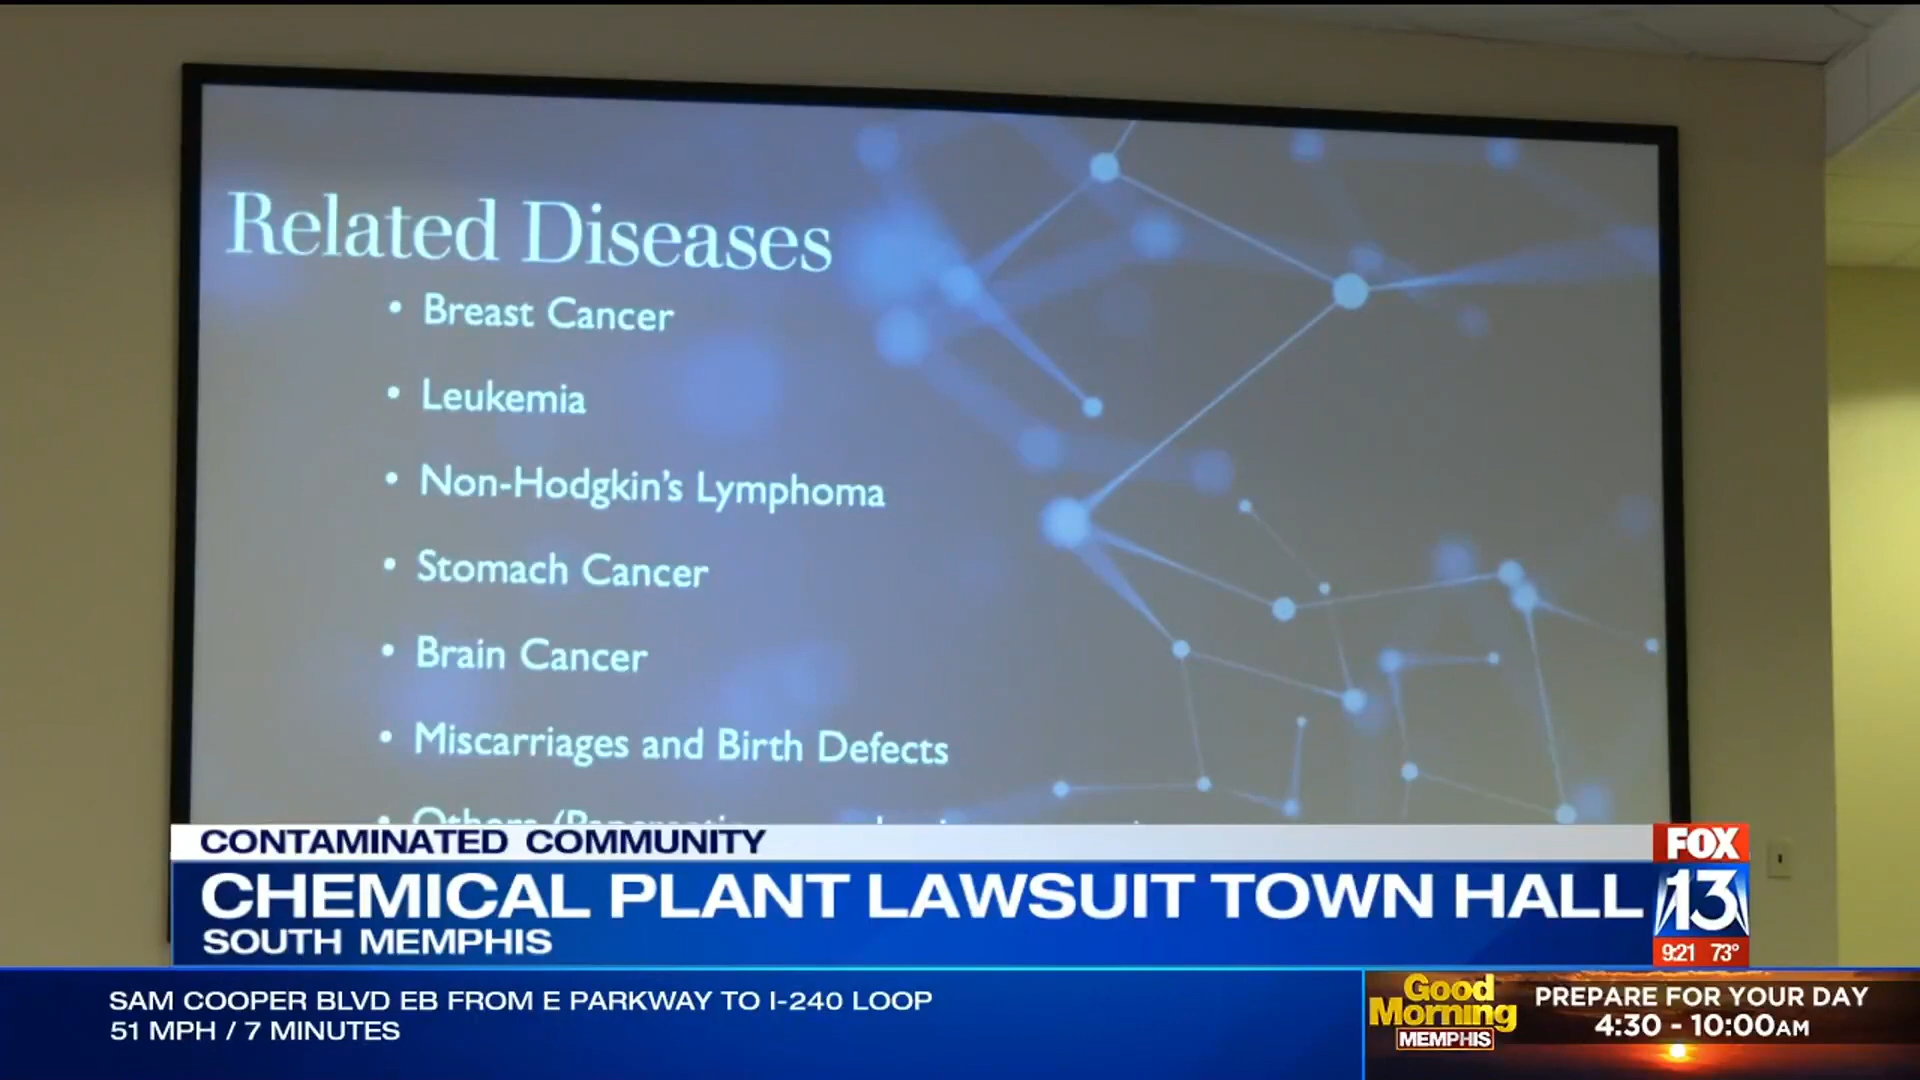 Related Diseases
• Breast Cancer
• Leukemia
• Non-Hodgkin's Lymphoma
• Stomach Cancer
• Brain Cancer
• Miscarriages and Birth Defects
• Others (Pancreatic
CONTAMINATED COMMUNITY
CHEMICAL PLANT LAWSUIT TOWN HALL
SOUTH MEMPHIS
FOX
13
9:21 73°
SAM COOPER BLVD EB FROM E PARKWAY TO I-240 LOOP
51 MPH / 7 MINUTES
Good
Morning
MEMPHIS
PREPARE FOR YOUR DAY
4:30 - 10:00AM